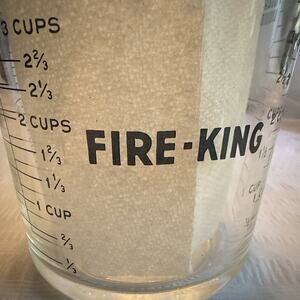 3 CUPS
2 2/3
2 1/3
2 CUPS
FIRE-KING
1 2/3
1 1/3
1 CUP
2/3
1/3